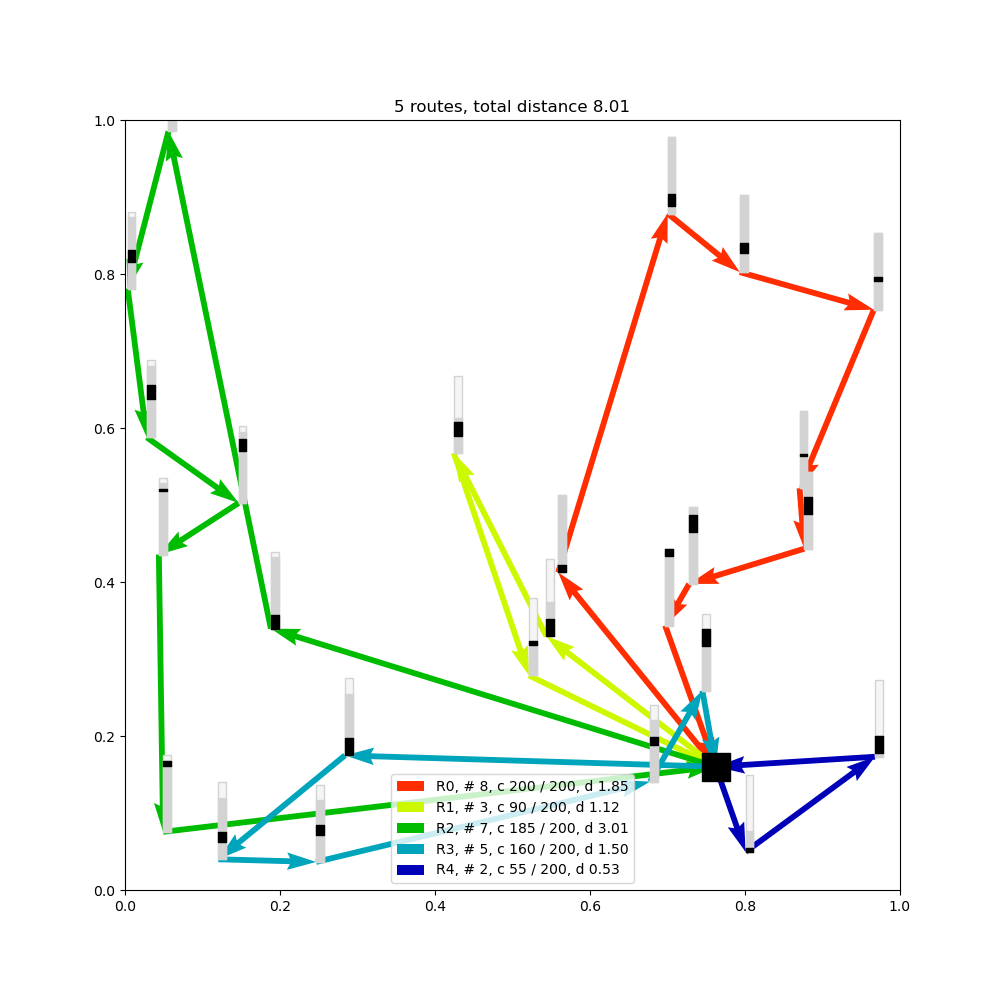 5 routes, total distance 8.01
1.0
0.8
0.6
0.4
0.2
0.0
R0, # 8, c 200 / 200, d 1.85
R1, # 3, c 90 / 200, d 1.12
R2, # 7, c 185 / 200, d 3.01
R3, # 5, c 160 / 200, d 1.50
R4, # 2, c 55 / 200, d 0.53
0.0 0.2 0.4 0.6 0.8 1.0